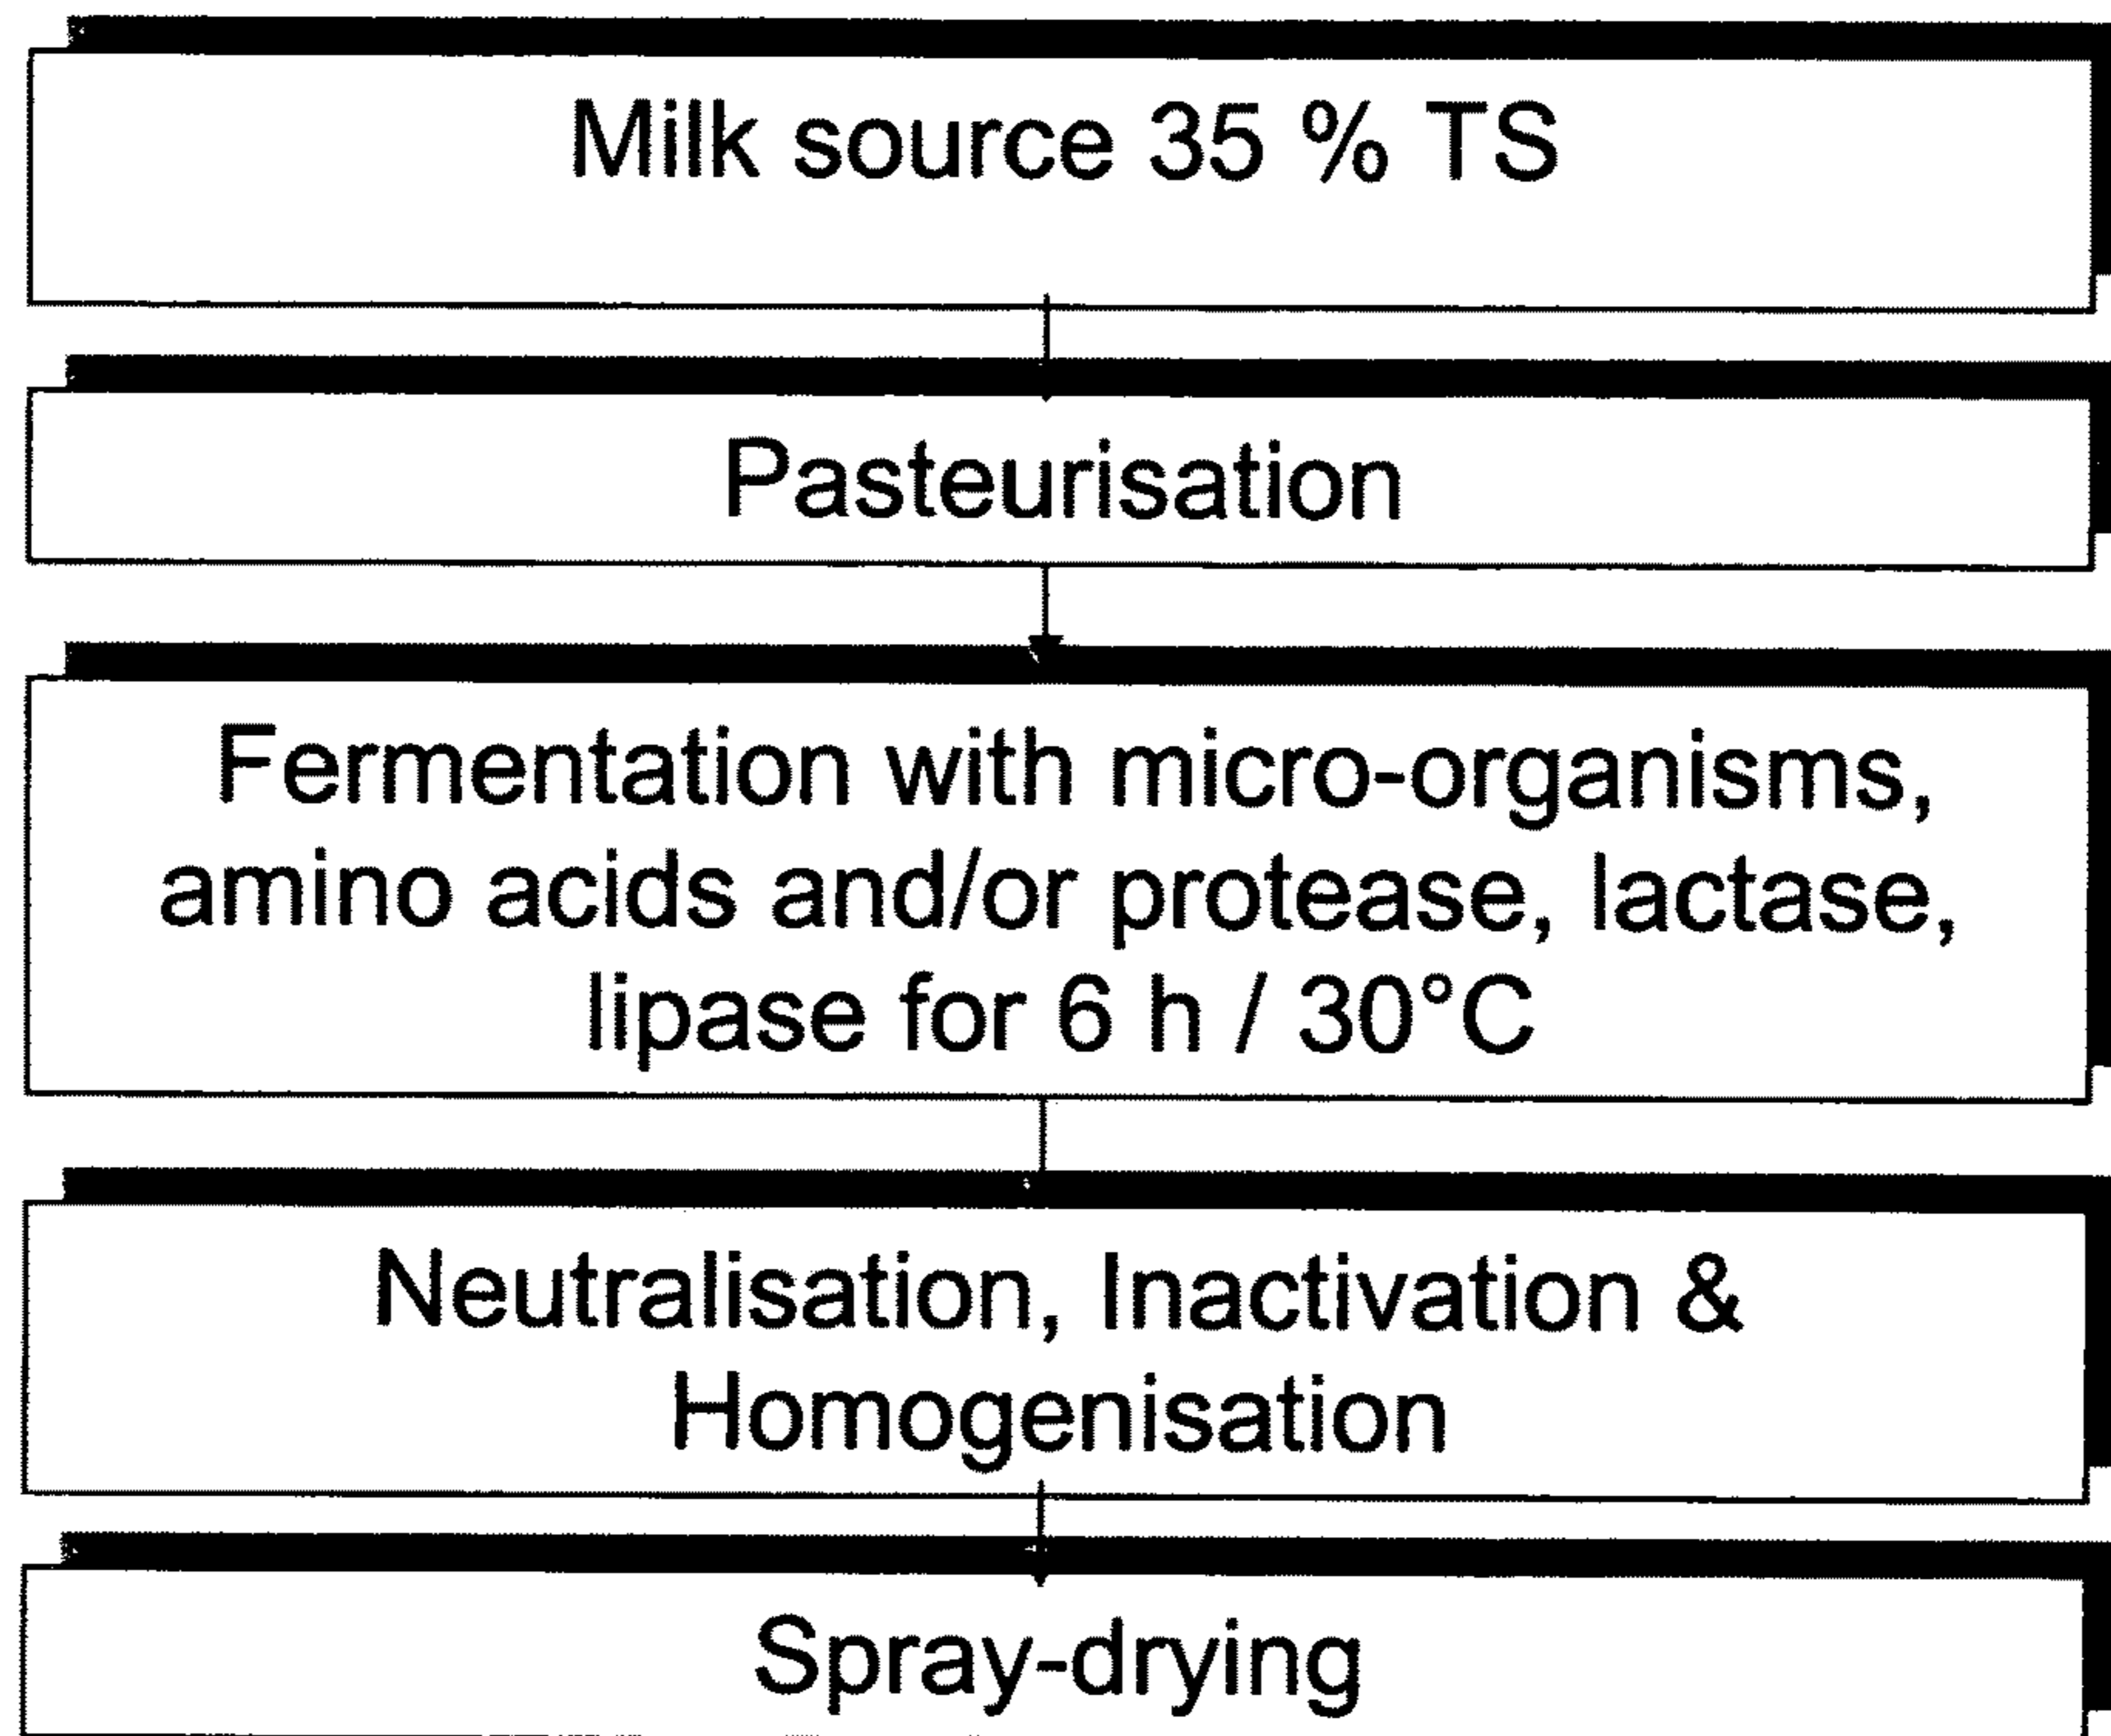 Milk source 35 % TS
Pasteurisation
Fermentation with micro-organisms,
amino acids and/or protease, lactase,
lipase for 6 h / 30°C
Neutralisation, Inactivation &
Homogenisation
Spray-drying